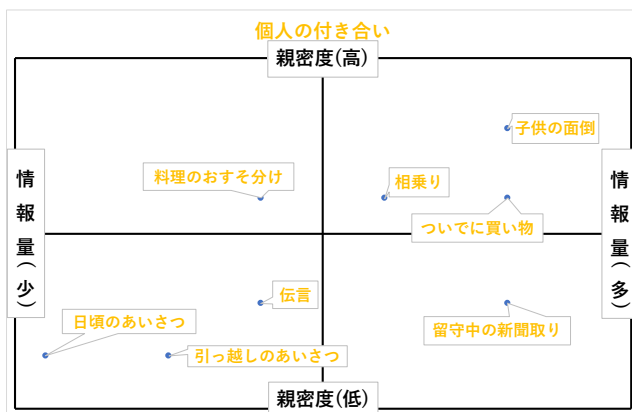 個人の付き合い
親密度(高)
子供の面倒
料理のおすそ分け
相乗り
情報量(少)
情報量(多)
ついでに買い物
伝言
日頃のあいさつ
留守中の新聞取り
引っ越しのあいさつ
親密度(低)